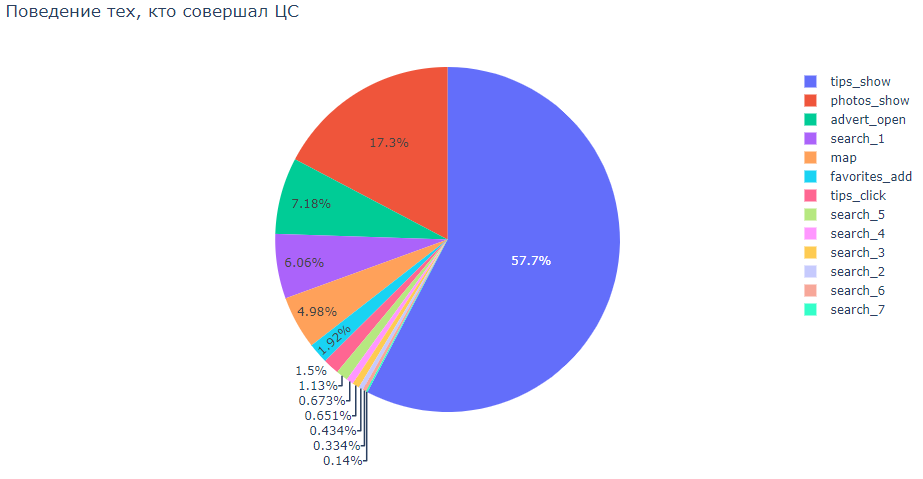 Поведение тех, кто совершал ЦС
57.7%
17.3%
7.18%
6.06%
4.98%
1.92%
1.5%
1.13%
0.673%
0.651%
0.434%
0.334%
0.14%
tips_show
photos_show
advert_open
search_1
map
favorites_add
tips_click
search_5
search_4
search_3
search_2
search_6
search_7